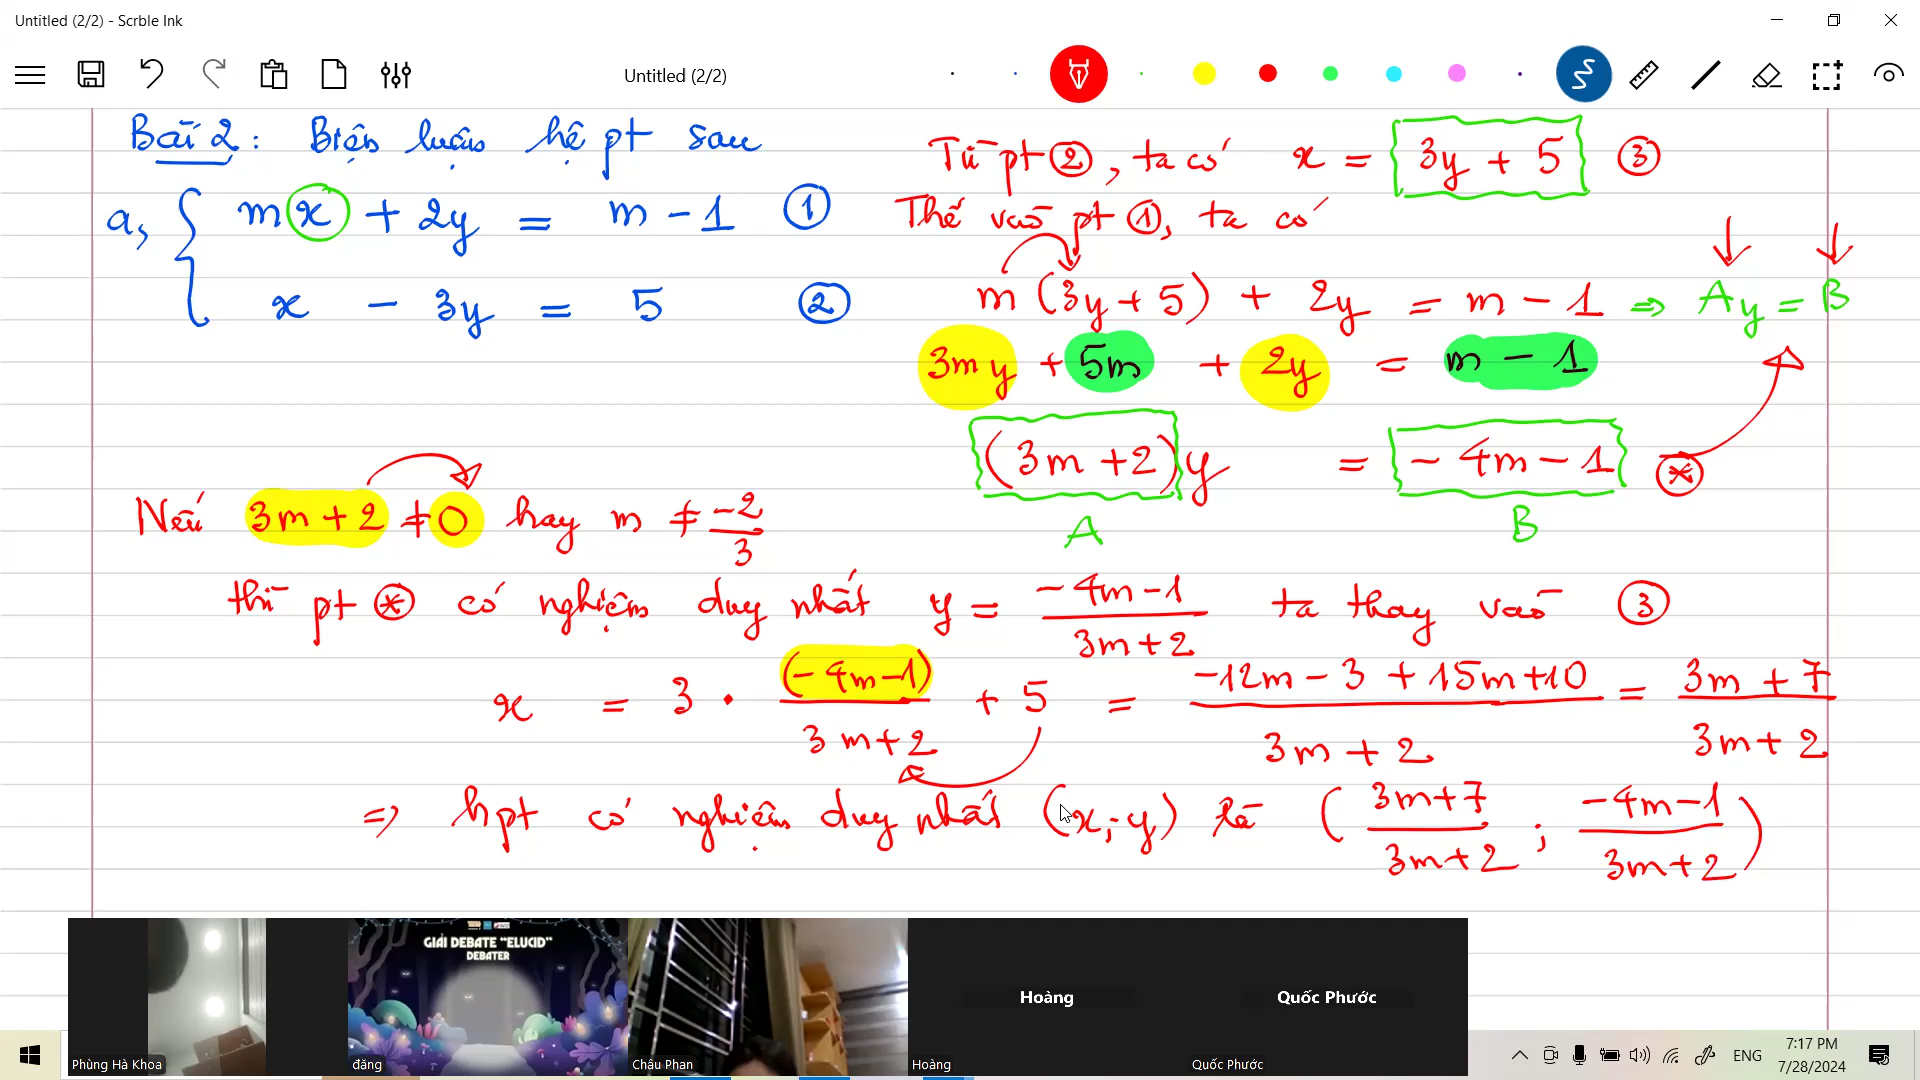 Untitled (2/2) - Scrble Ink
Untitled (2/2)
Bài 2: Biện luận hệ pt sau
a, { mx + 2y = m - 1 ①
x - 3y = 5 ②
Từ pt ②, ta có x = 3y + 5 ③
Thế vào pt ①, ta có
m (3y + 5) + 2y = m - 1 ⇒ Ay = B
3my + 5m + 2y = m - 1
(3m + 2)y = - 4m - 1 ⊛
A B
Nếu 3m + 2 ≠ 0 hay m ≠ -2/3
thì pt ⊛ có nghiệm duy nhất y = (-4m-1)/(3m+2) ta thay vào ③
x = 3 · (-4m-1)/(3m+2) + 5 = (-12m - 3 + 15m + 10)/(3m + 2) = (3m + 7)/(3m + 2)
⇒ hpt có nghiệm duy nhất (x; y) là ( (3m+7)/(3m+2) ; (-4m-1)/(3m+2) )
GIẢI DEBATE "ELUCID"
DEBATER
Hoàng
Quốc Phước
Phùng Hà Khoa
đăng
Châu Phan
Hoàng
Quốc Phước
ENG
7:17 PM
7/28/2024